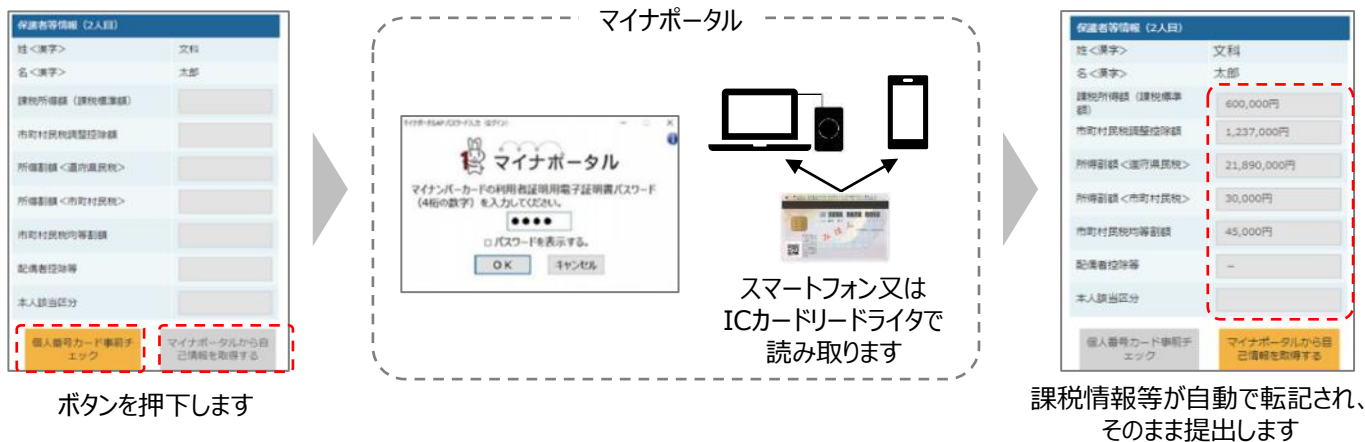 保護者等情報（2人目）
姓＜漢字＞ 文科
名＜漢字＞ 太郎
課税所得額（課税標準額）
市町村民税調整控除額
所得割額＜道府県民税＞
所得割額＜市町村民税＞
市町村民税均等割額
配偶者控除等
本人該当区分
個人番号カード事前チ
ェック
マイナポータルから自
己情報を取得する
ボタンを押下します
マイナポータル
マイナポータル
マイナンバーカードの利用者証明用電子証明書パスワード
（4桁の数字）を入力してください。
●●●●
□パスワードを表示する。
OK キャンセル
スマートフォン又は
ICカードリードライタで
読み取ります
保護者等情報（2人目）
姓＜漢字＞ 文科
名＜漢字＞ 太郎
課税所得額（課税標準
額） 600,000円
市町村民税調整控除額 1,237,000円
所得割額＜道府県民税＞ 21,890,000円
所得割額＜市町村民税＞ 30,000円
市町村民税均等割額 45,000円
配偶者控除等 －
本人該当区分
個人番号カード事前チ
ェック
マイナポータルから自
己情報を取得する
課税情報等が自動で転記され、
そのまま提出します